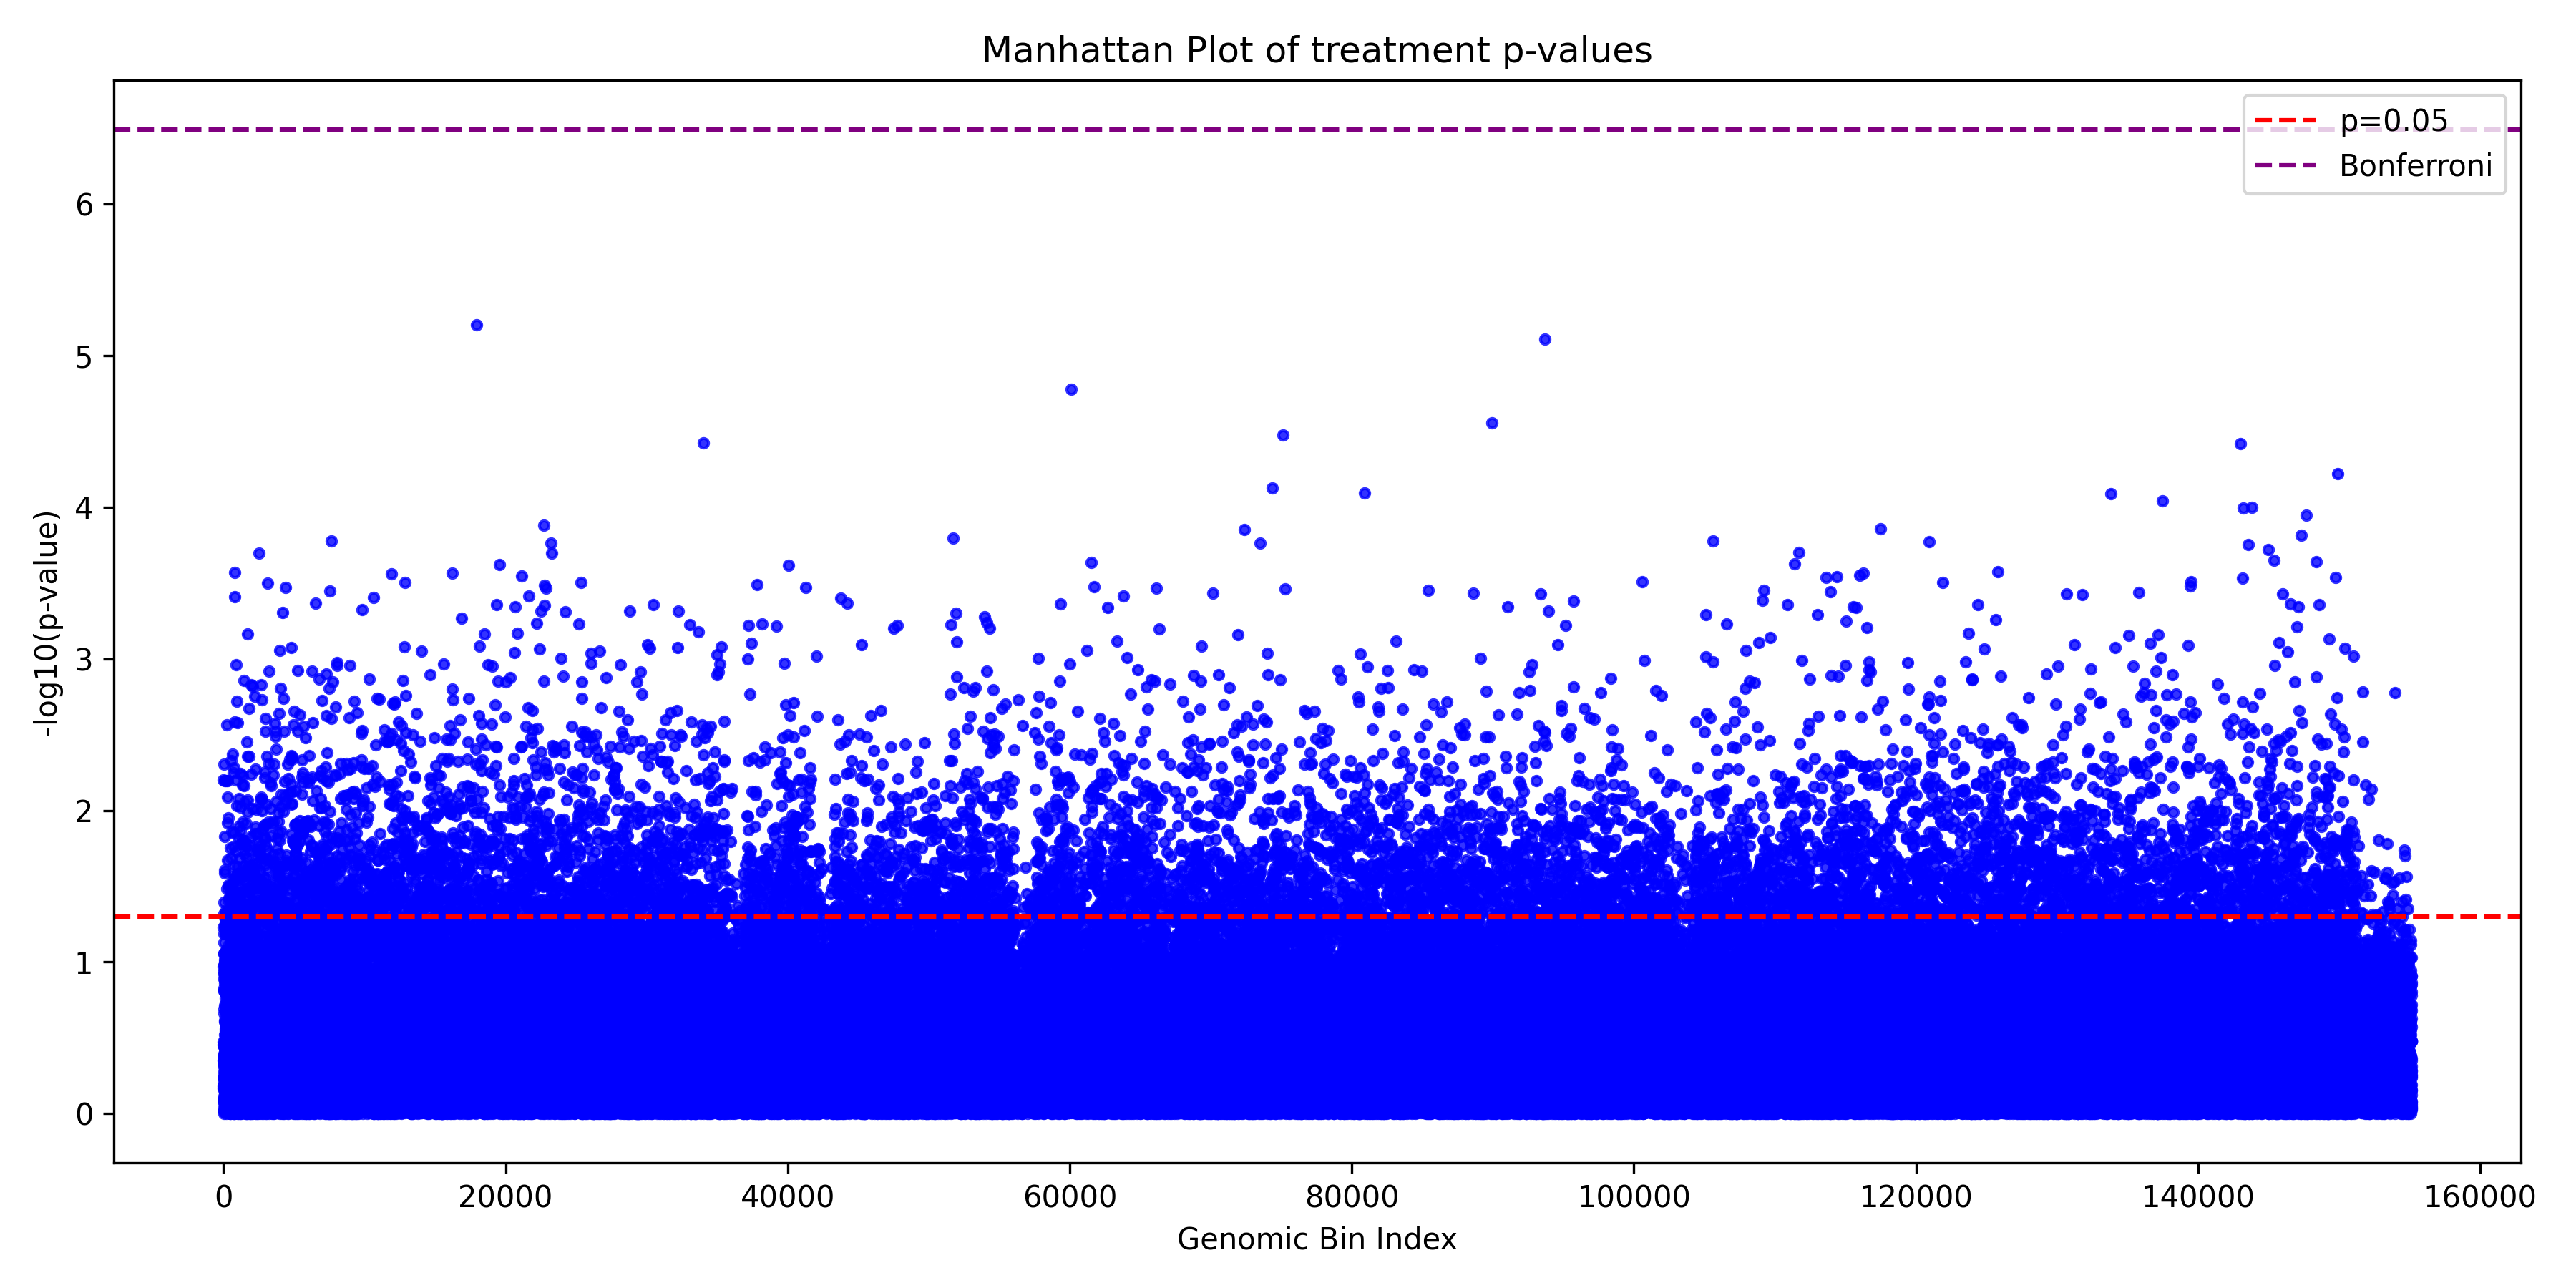 Manhattan Plot of treatment p-values
p=0.05
Bonferroni
-log10(p-value)
6
5
4
3
2
1
0
0 20000 40000 60000 80000 100000 120000 140000 160000
Genomic Bin Index